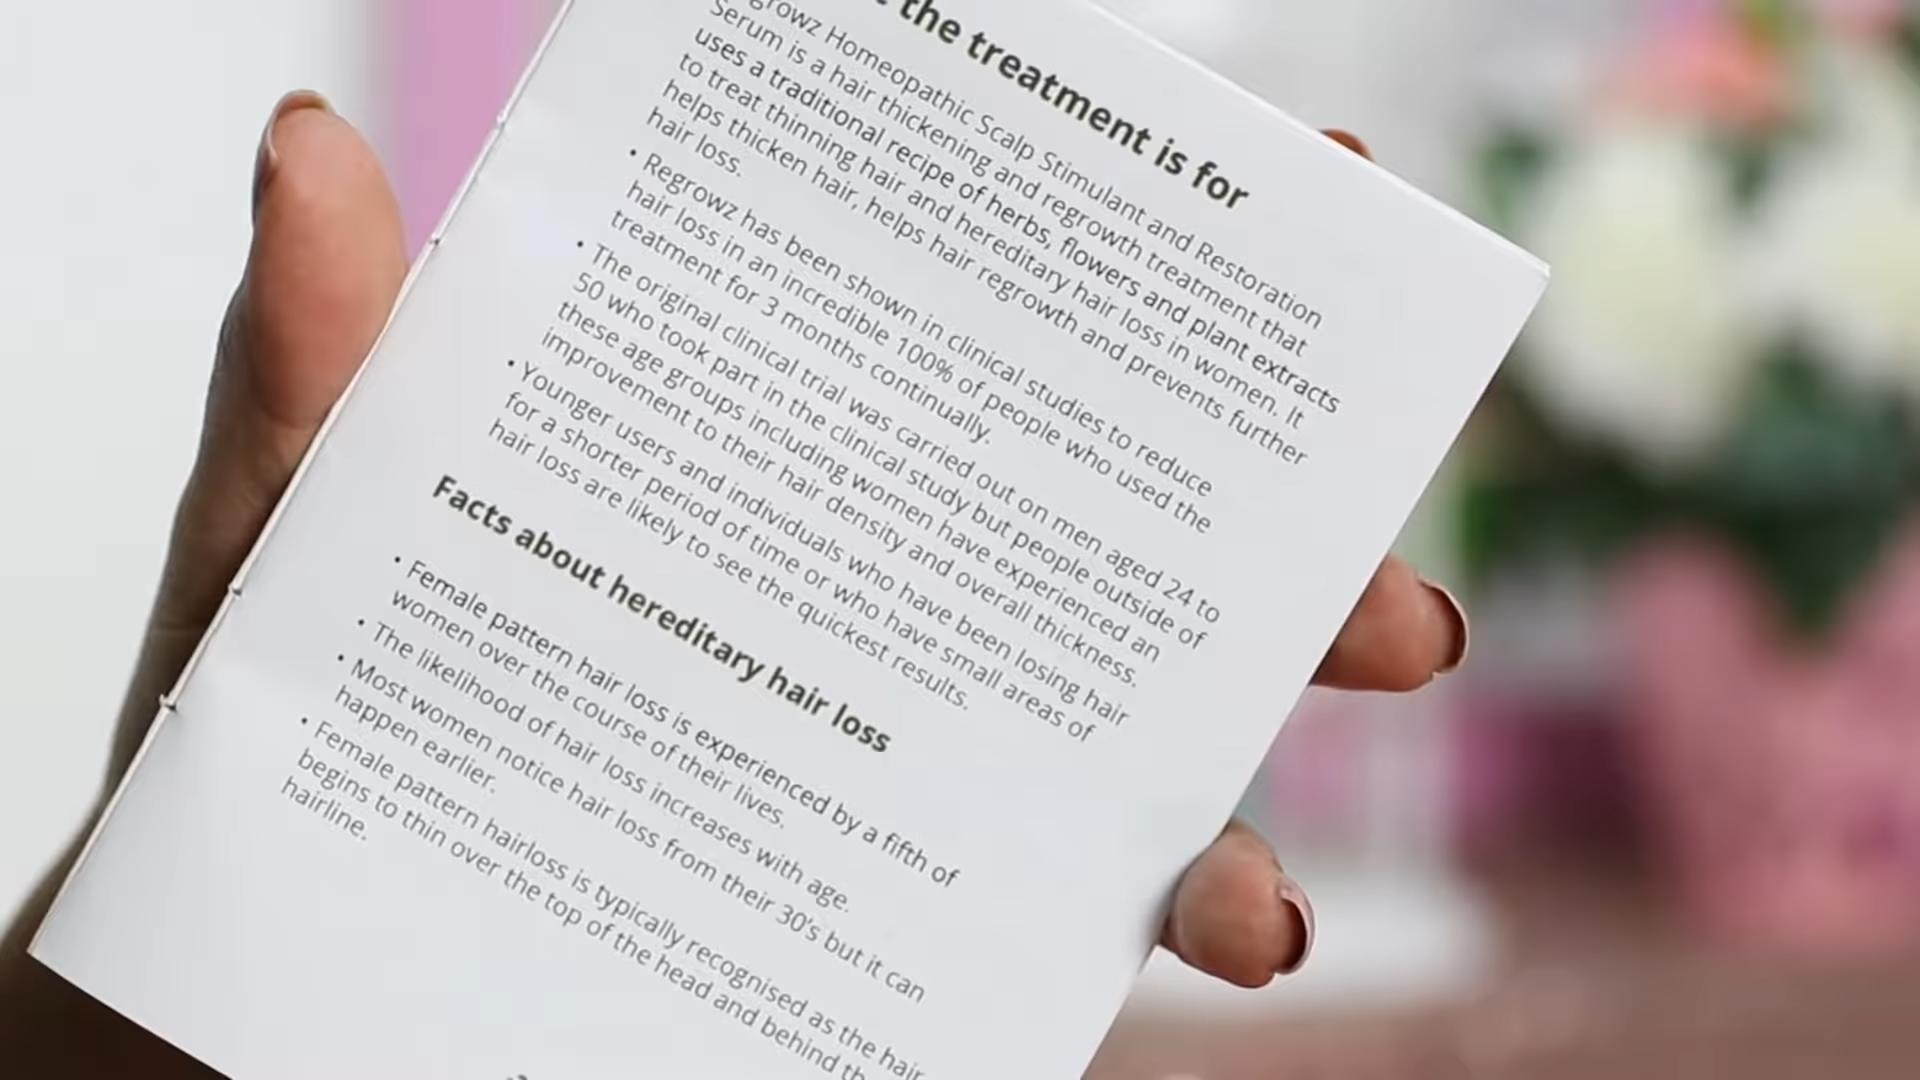 the treatment is for
growz Homeopathic Scalp Stimulant and Restoration
Serum is a hair thickening and regrowth treatment that
uses a traditional recipe of herbs, flowers and plant extracts
to treat thinning hair and hereditary hair loss in women. It
helps thicken hair, helps hair regrowth and prevents further
hair loss.
• Regrowz has been shown in clinical studies to reduce
hair loss in an incredible 100% of people who used the
treatment for 3 months continually.
• The original clinical trial was carried out on men aged 24 to
50 who took part in the clinical study but people outside of
these age groups including women have experienced an
improvement to their hair density and overall thickness.
• Younger users and individuals who have been losing hair
for a shorter period of time or who have small areas of
hair loss are likely to see the quickest results.
Facts about hereditary hair loss
• Female pattern hair loss is experienced by a fifth of
women over the course of their lives.
• The likelihood of hair loss increases with age.
• Most women notice hair loss from their 30's but it can
happen earlier.
• Female pattern hairloss is typically recognised as the hair
begins to thin over the top of the head and behind th
hairline.